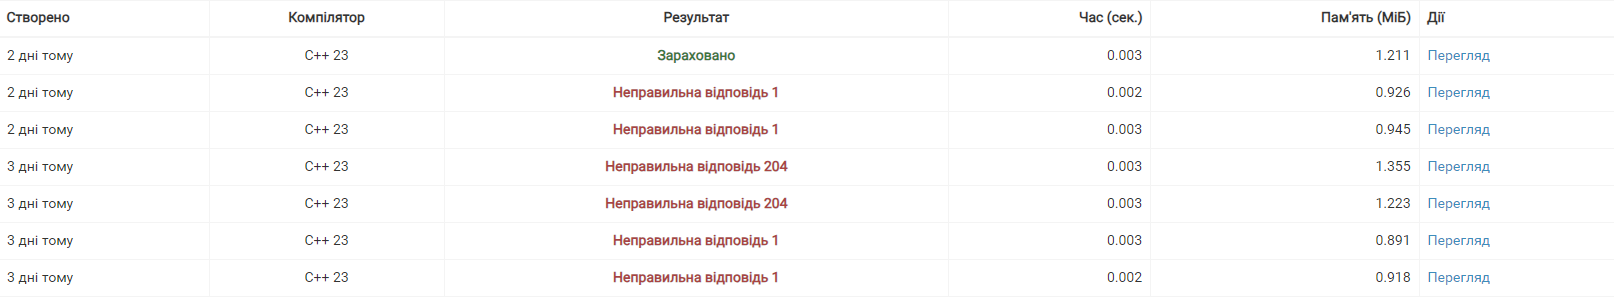 Створено Компілятор Результат Час (сек.) Пам'ять (МіБ) Дії
2 дні тому C++ 23 Зараховано 0.003 1.211 Перегляд
2 дні тому C++ 23 Неправильна відповідь 1 0.002 0.926 Перегляд
2 дні тому C++ 23 Неправильна відповідь 1 0.003 0.945 Перегляд
3 дні тому C++ 23 Неправильна відповідь 204 0.003 1.355 Перегляд
3 дні тому C++ 23 Неправильна відповідь 204 0.003 1.223 Перегляд
3 дні тому C++ 23 Неправильна відповідь 1 0.003 0.891 Перегляд
3 дні тому C++ 23 Неправильна відповідь 1 0.002 0.918 Перегляд